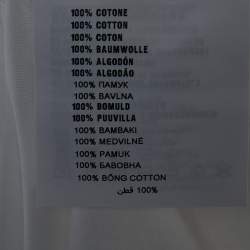 100% COTONE
100% COTTON
100% COTON
100% BAUMWOLLE
100% ALGODÓN
100% ALGODÃO
100% ПАМУК
100% BAVLNA
100% BOMULD
100% PUUVILLA
100% BAMBAKI
100% MEDVILNĖ
100% PAMUK
100% БАВОВНА
100% BÔNG COTTON
100% قطن